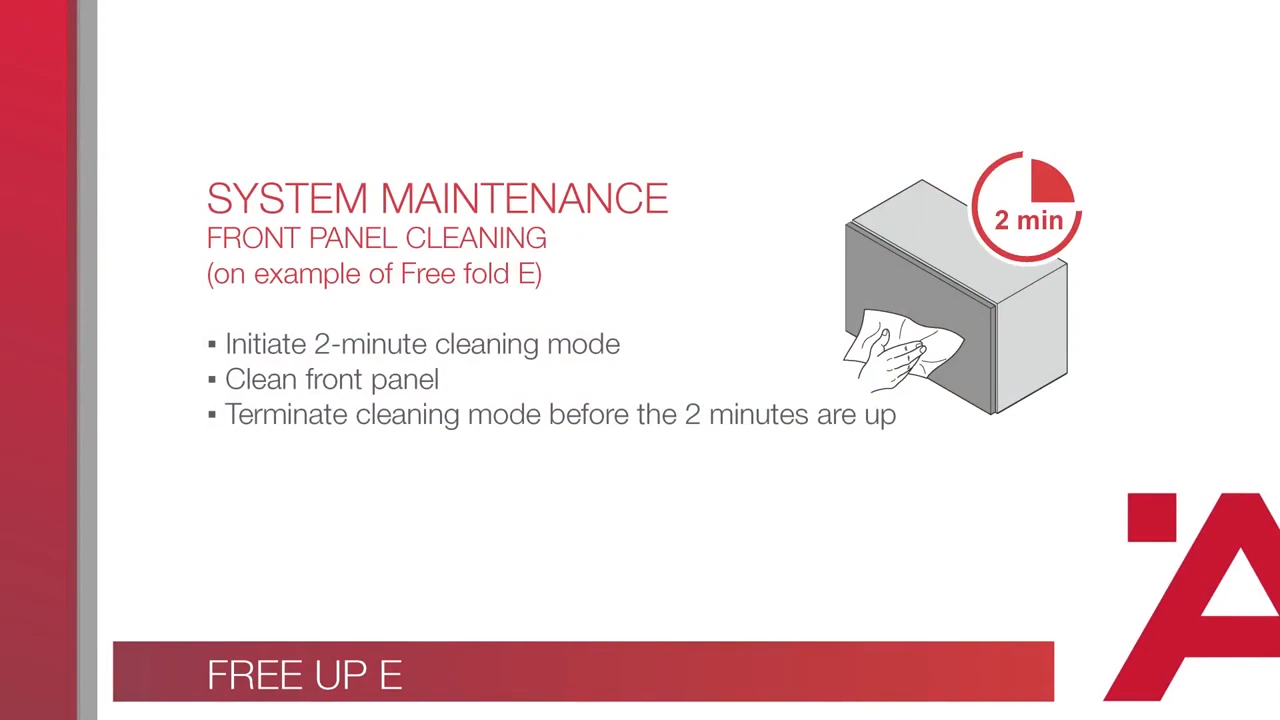 SYSTEM MAINTENANCE
FRONT PANEL CLEANING
(on example of Free fold E)
▪ Initiate 2-minute cleaning mode
▪ Clean front panel
▪ Terminate cleaning mode before the 2 minutes are up
2 min
FREE UP E